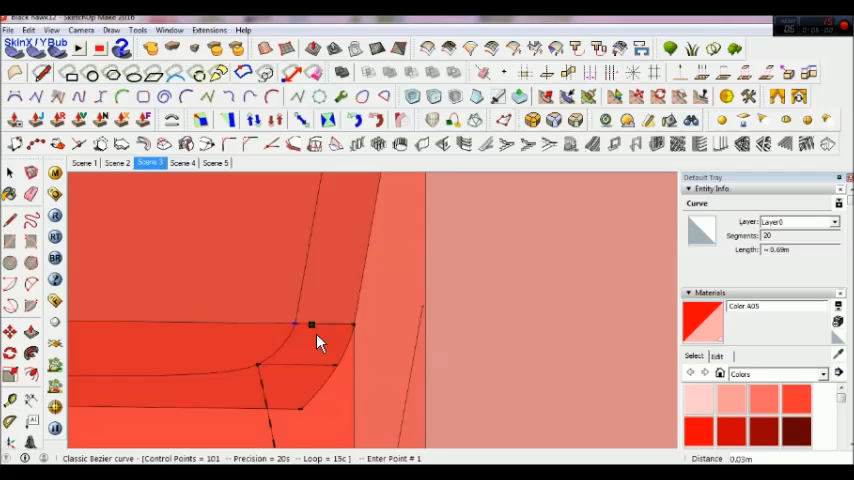 Black hawk12 - SketchUp Make 2016
File Edit View Camera Draw Tools Window Extensions Help
SkinX / YBub
Scene 1 Scene 2 Scene 3 Scene 4 Scene 5
Default Tray
Entity Info
Curve
Layer: Layer0
Segments: 20
Length: ~ 0.69m
Materials
Color A05
Select Edit
Colors
Classic Bezier curve - [Control Points = 101 -- Precision = 20s -- Loop = 15c ] -- Enter Point # 1
Distance 0.03m